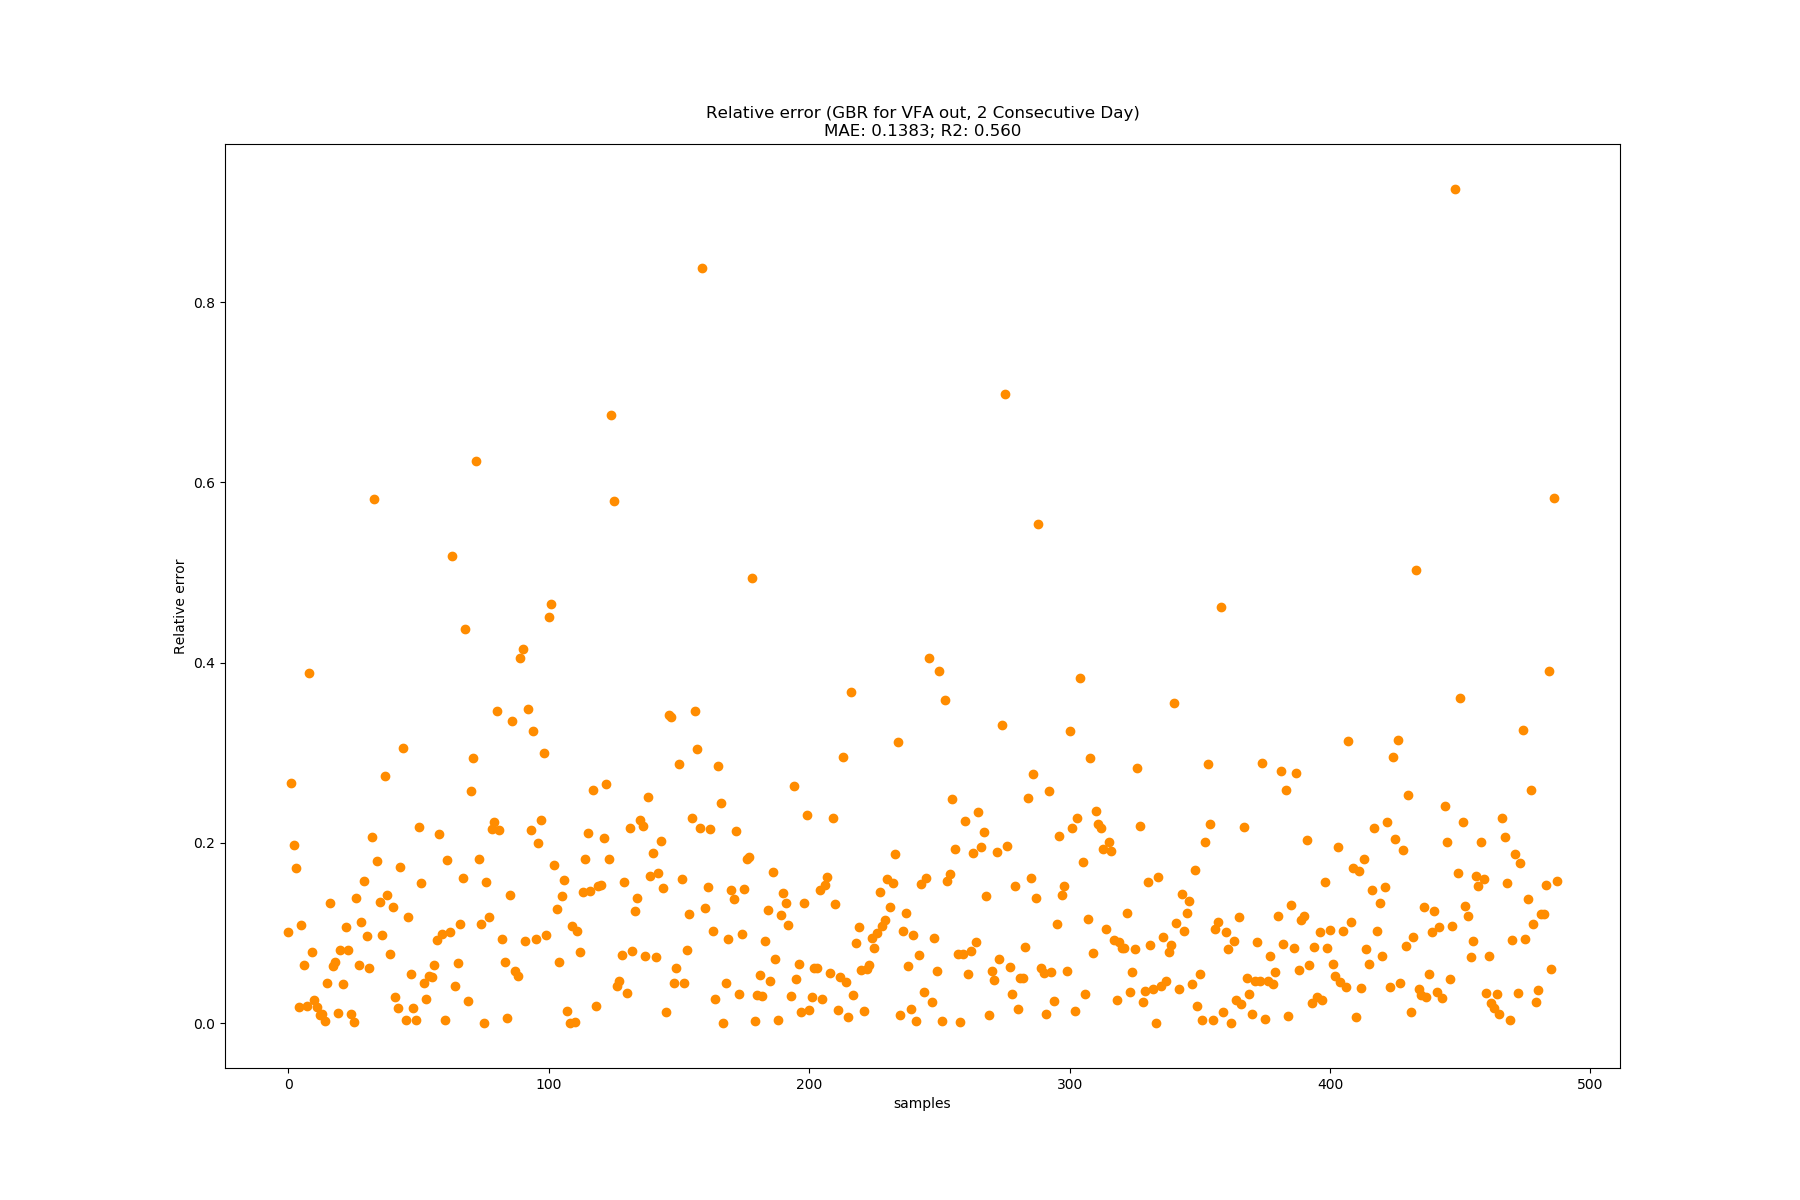 Relative error (GBR for VFA out, 2 Consecutive Day)
MAE: 0.1383; R2: 0.560
0.8
0.6
0.4
0.2
0.0
Relative error
0 100 200 300 400 500
samples